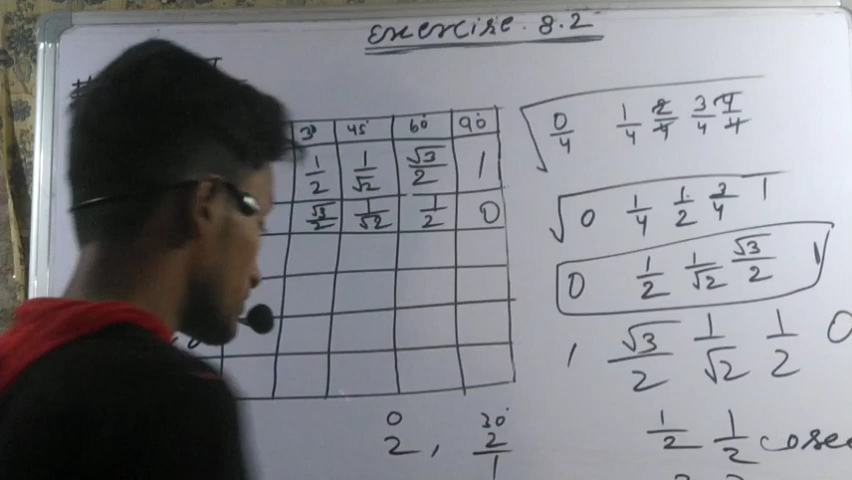 Exercise. 8.2
30° 45° 60° 90°
1/2 1/√2 √3/2 1
√3/2 1/√2 1/2 0
√ 0/4 1/4 2/4 3/4 4/4
√ 0 1/4 1/2 3/4 1
0 1/2 1/√2 √3/2 1
1 √3/2 1/√2 1/2 0
0 30°
2, 2/1
1/2 1/2 cosec